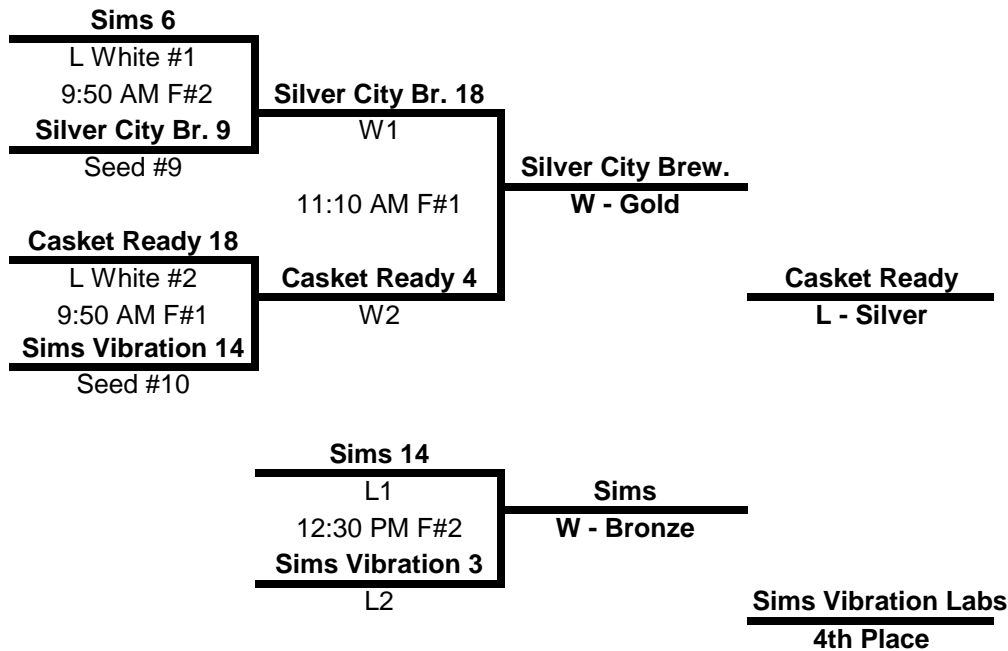 Sims 6
L White #1
9:50 AM F#2
Silver City Br. 9
Seed #9
Silver City Br. 18
W1
11:10 AM F#1
Silver City Brew.
W - Gold
Casket Ready 18
L White #2
9:50 AM F#1
Sims Vibration 14
Seed #10
Casket Ready 4
W2
Casket Ready
L - Silver
Sims 14
L1
12:30 PM F#2
Sims Vibration 3
L2
Sims
W - Bronze
Sims Vibration Labs
4th Place